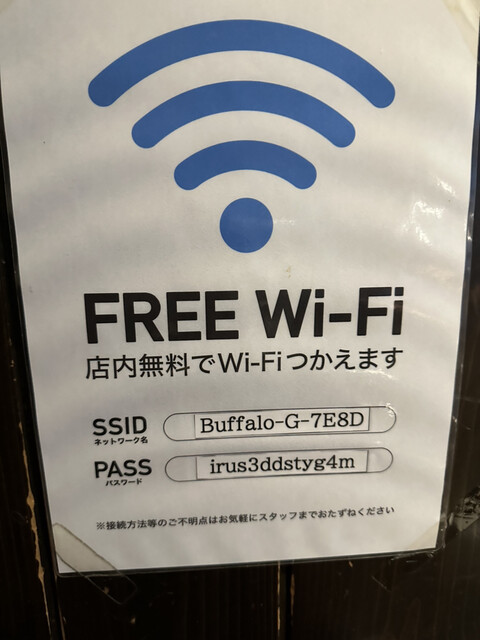 FREE Wi-Fi
店内無料でWi-Fiつかえます
SSID
ネットワーク名
Buffalo-G-7E8D
PASS
パスワード
irus3ddstyg4m
※接続方法等のご不明点はお気軽にスタッフまでおたずねください